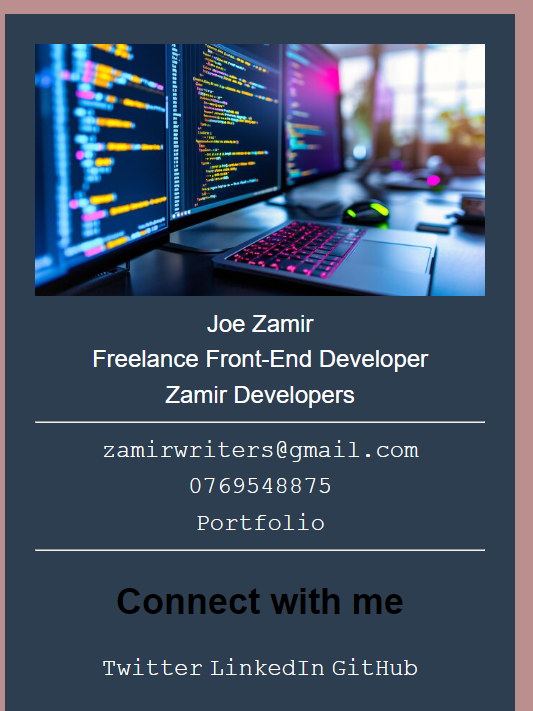 Joe Zamir
Freelance Front-End Developer
Zamir Developers
zamirwriters@gmail.com
0769548875
Portfolio
Connect with me
Twitter LinkedIn GitHub